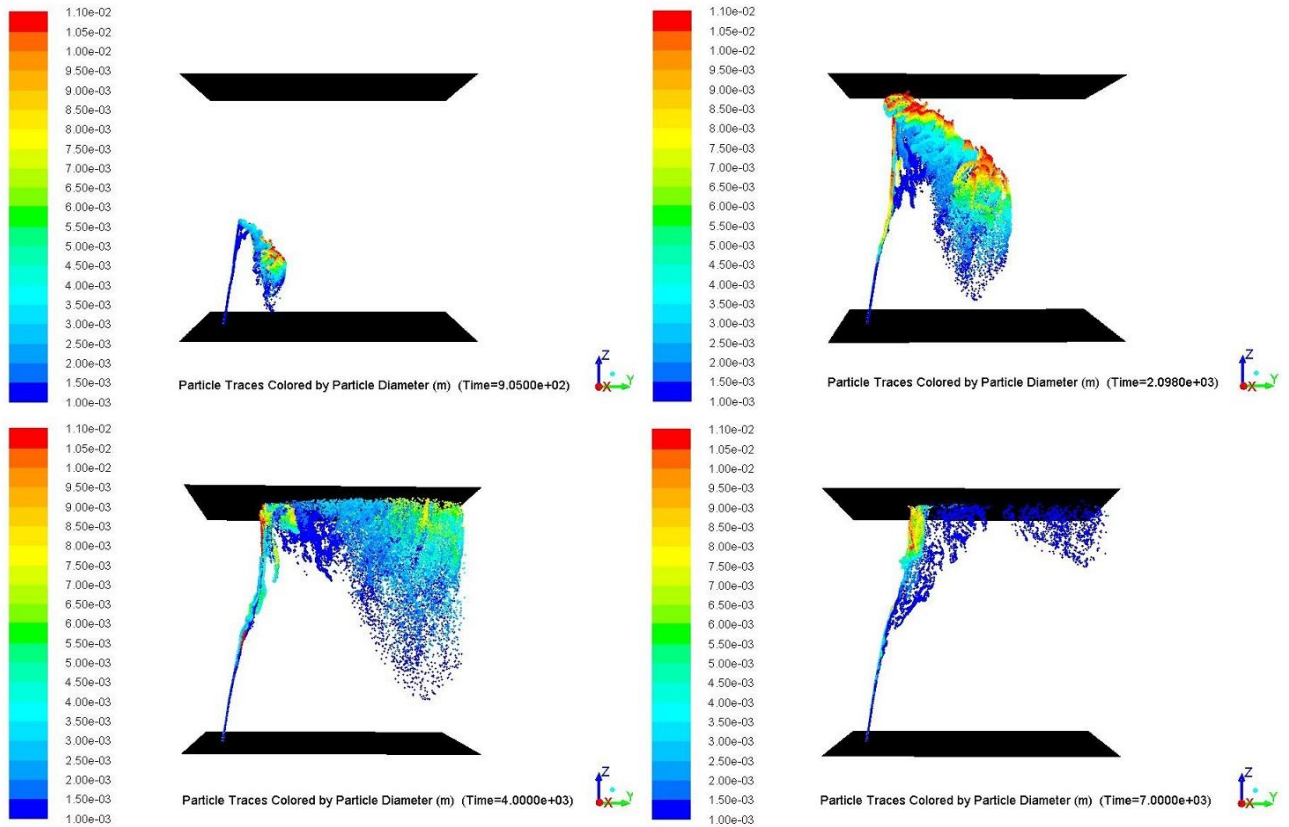 1.10e-02
1.05e-02
1.00e-02
9.50e-03
9.00e-03
8.50e-03
8.00e-03
7.50e-03
7.00e-03
6.50e-03
6.00e-03
5.50e-03
5.00e-03
4.50e-03
4.00e-03
3.50e-03
3.00e-03
2.50e-03
2.00e-03
1.50e-03
1.00e-03
Z
X
Y
Particle Traces Colored by Particle Diameter (m) (Time=9.0500e+02)
1.10e-02
1.05e-02
1.00e-02
9.50e-03
9.00e-03
8.50e-03
8.00e-03
7.50e-03
7.00e-03
6.50e-03
6.00e-03
5.50e-03
5.00e-03
4.50e-03
4.00e-03
3.50e-03
3.00e-03
2.50e-03
2.00e-03
1.50e-03
1.00e-03
Z
X
Y
Particle Traces Colored by Particle Diameter (m) (Time=2.0980e+03)
1.10e-02
1.05e-02
1.00e-02
9.50e-03
9.00e-03
8.50e-03
8.00e-03
7.50e-03
7.00e-03
6.50e-03
6.00e-03
5.50e-03
5.00e-03
4.50e-03
4.00e-03
3.50e-03
3.00e-03
2.50e-03
2.00e-03
1.50e-03
1.00e-03
Z
X
Y
Particle Traces Colored by Particle Diameter (m) (Time=4.0000e+03)
1.10e-02
1.05e-02
1.00e-02
9.50e-03
9.00e-03
8.50e-03
8.00e-03
7.50e-03
7.00e-03
6.50e-03
6.00e-03
5.50e-03
5.00e-03
4.50e-03
4.00e-03
3.50e-03
3.00e-03
2.50e-03
2.00e-03
1.50e-03
1.00e-03
Z
X
Y
Particle Traces Colored by Particle Diameter (m) (Time=7.0000e+03)